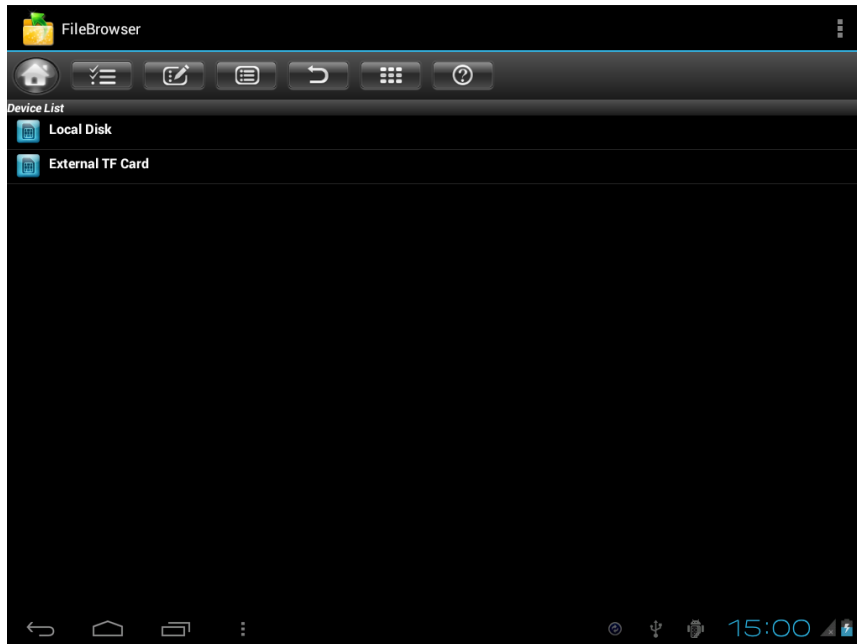 FileBrowser
Device List
Local Disk
External TF Card
15:00